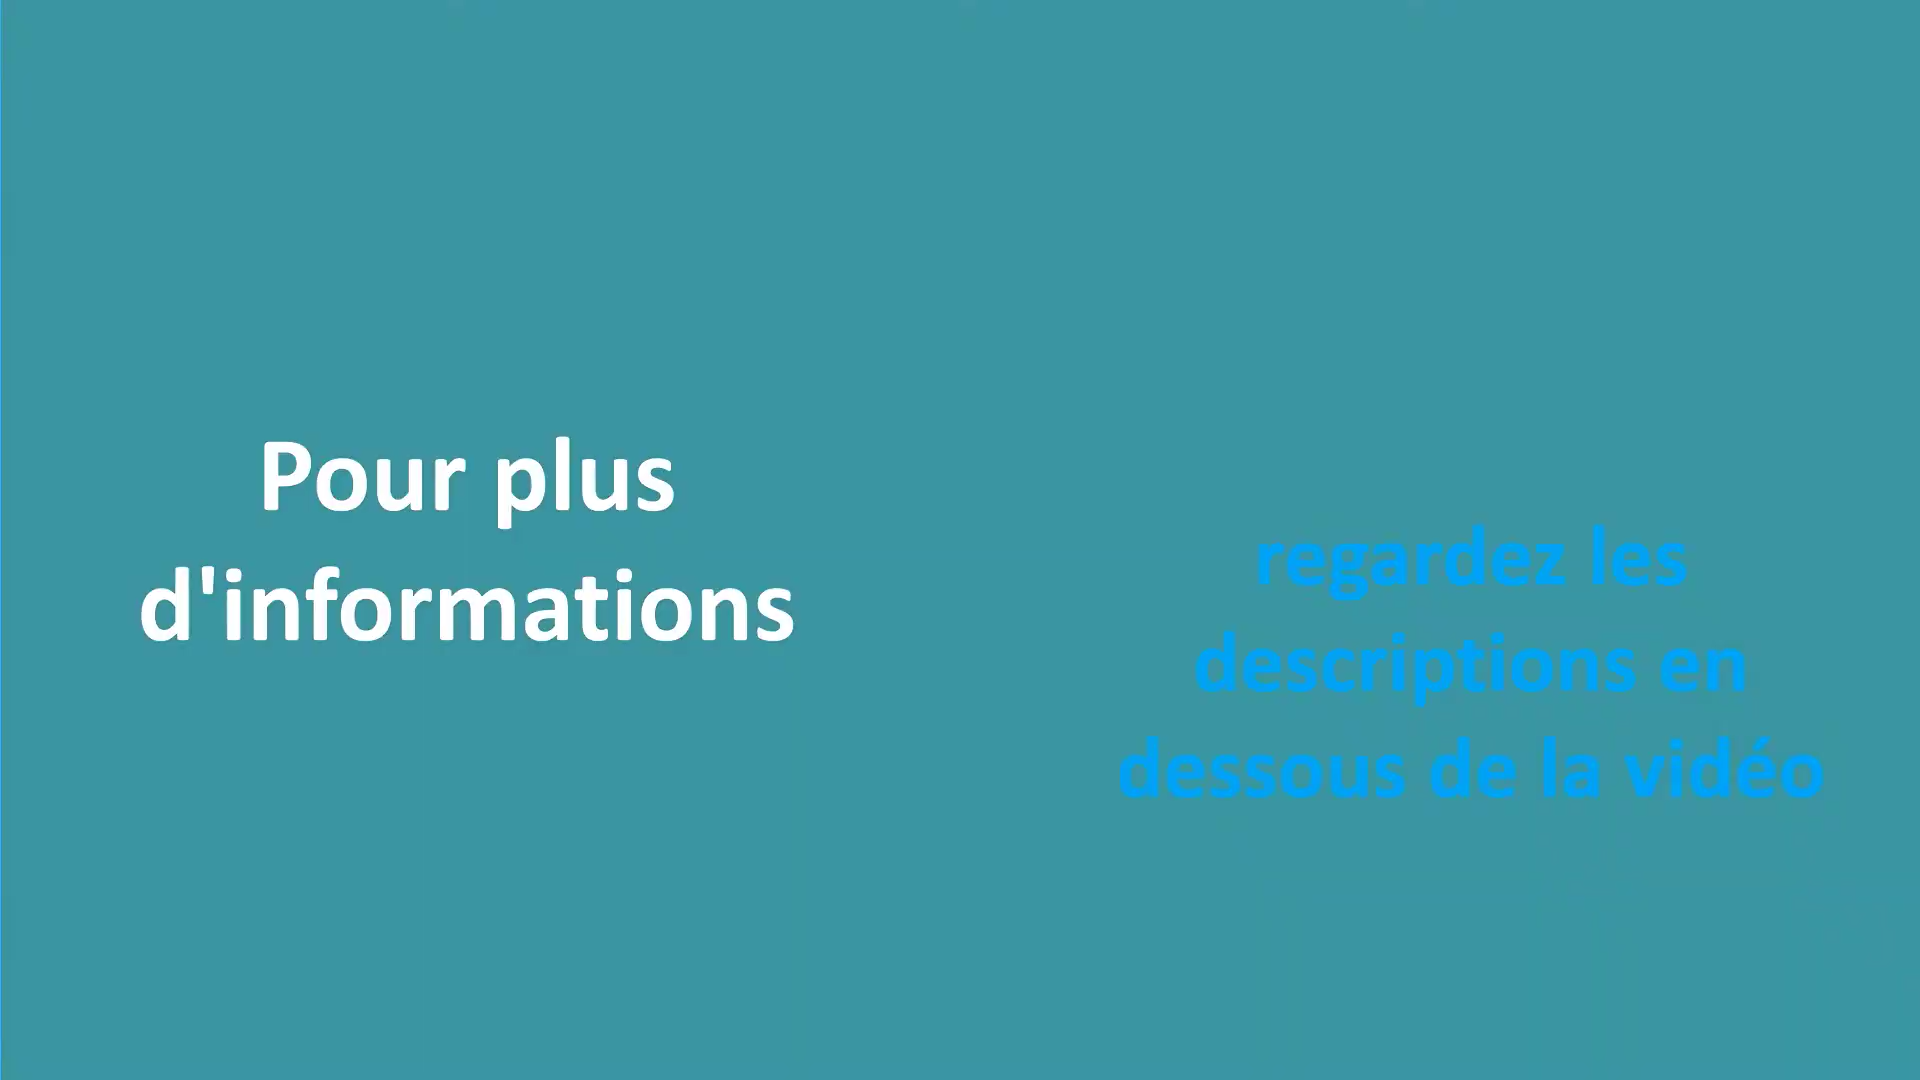 Pour plus
d'informations
regardez les
descriptions en
dessous de la vidéo